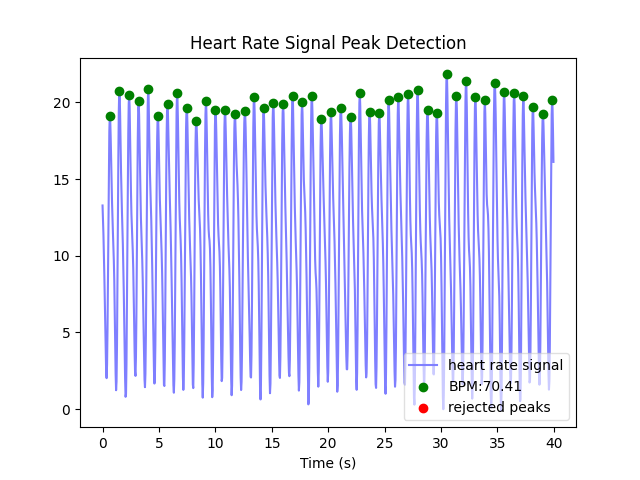 Heart Rate Signal Peak Detection
20
15
10
5
0
heart rate signal
BPM:70.41
rejected peaks
0 5 10 15 20 25 30 35 40
Time (s)